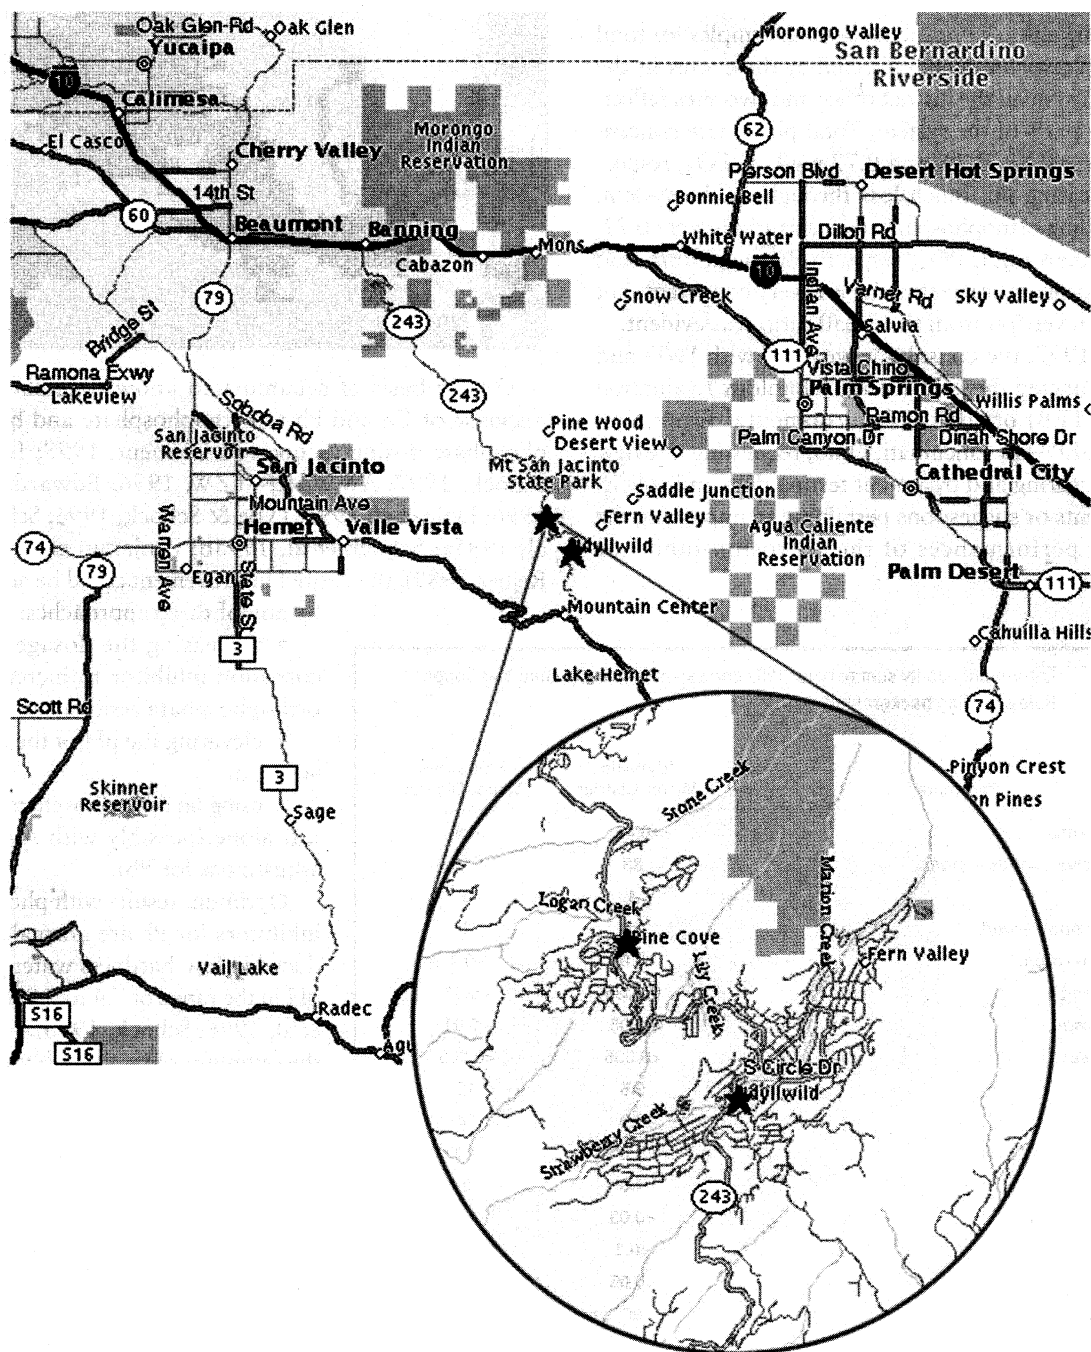 Oak Glen-Rd
Oak Glen
Yucaipa
Morongo Valley
San Bernardino
Riverside
10
Calimesa
El Casco
Cherry Valley
Morongo
Indian
Reservation
62
Pierson Blvd
Desert Hot Springs
14th St
60
Beaumont
Banning
Bonnie Bell
Mons
White Water
Dillon Rd
Cabazon
10
79
243
Snow Creek
Indian Ave
Varner Rd
Sky Valley
Bridge St
111
Salvia
Vista Chino
Ramona Exwy
Lakeview
243
Palm Springs
Willis Palms
Soboba Rd
Pine Wood
Ramon Rd
San Jacinto
Reservoir
Desert View
Palm Canyon Dr
Dinah Shore Dr
San Jacinto
Mt San Jacinto
State Park
Cathedral City
Mountain Ave
Saddle Junction
Warren Ave
Hemet
Valle Vista
Fern Valley
Agua Caliente
Indian
Reservation
74
79
Idyllwild
Egan
State St
Palm Desert
111
Mountain Center
3
Cahuilla Hills
Lake Hemet
Scott Rd
74
3
Skinner
Reservoir
Sage
Pinyon Crest
en Pines
Stone Creek
Marion Creek
Logan Creek
Pine Cove
Lily Creek
Fern Valley
Vail Lake
S16
Radec
S16
Agu
S Circle Dr
Idyllwild
Strawberry Creek
243